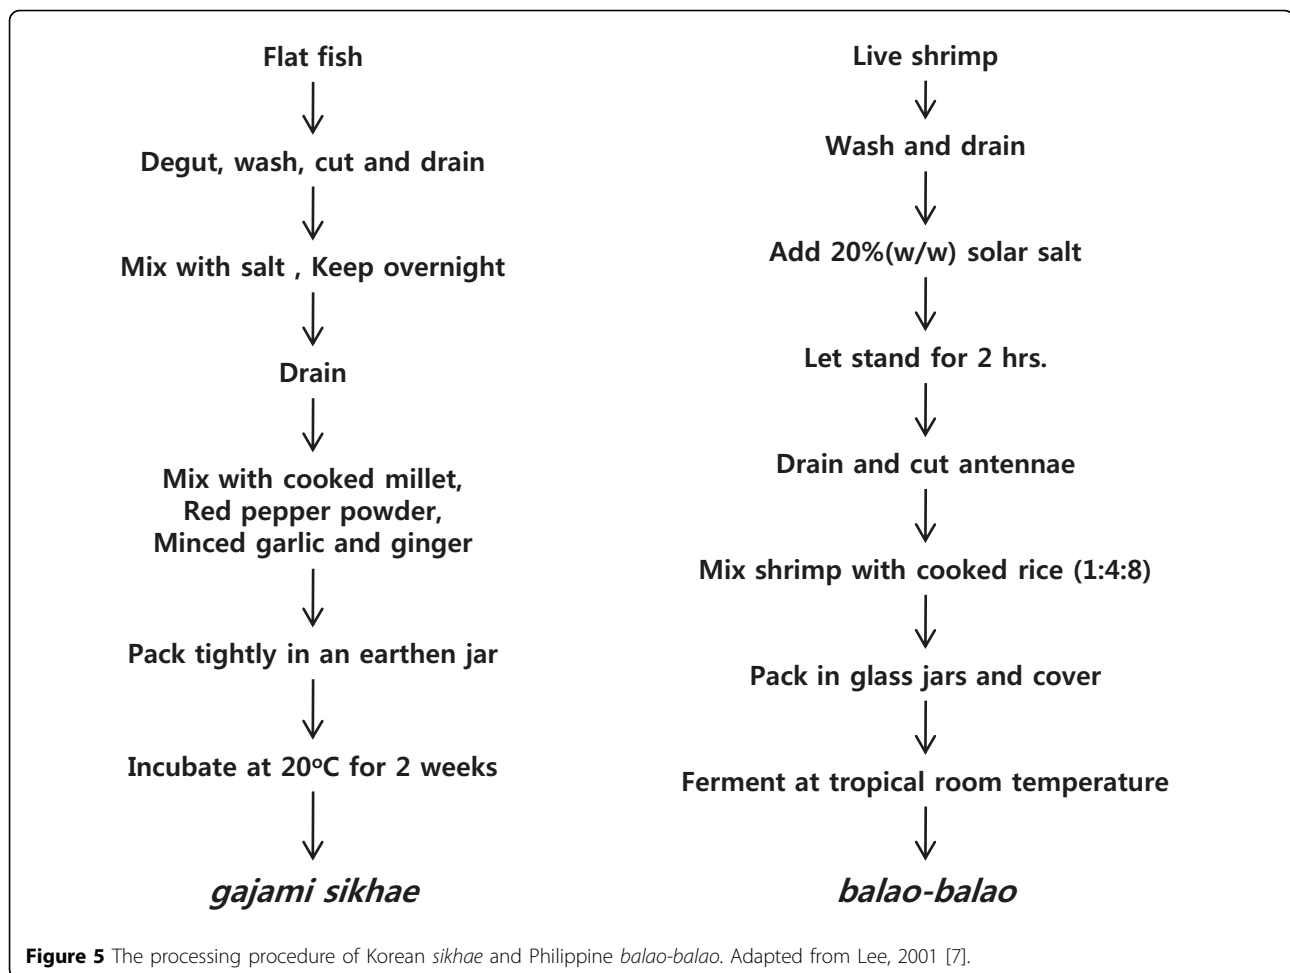 Flat fish
Degut, wash, cut and drain
Mix with salt , Keep overnight
Drain
Mix with cooked millet,
Red pepper powder,
Minced garlic and ginger
Pack tightly in an earthen jar
Incubate at 20ºC for 2 weeks
gajami sikhae
Live shrimp
Wash and drain
Add 20%(w/w) solar salt
Let stand for 2 hrs.
Drain and cut antennae
Mix shrimp with cooked rice (1:4:8)
Pack in glass jars and cover
Ferment at tropical room temperature
balao-balao
Figure 5 The processing procedure of Korean sikhae and Philippine balao-balao. Adapted from Lee, 2001 [7].